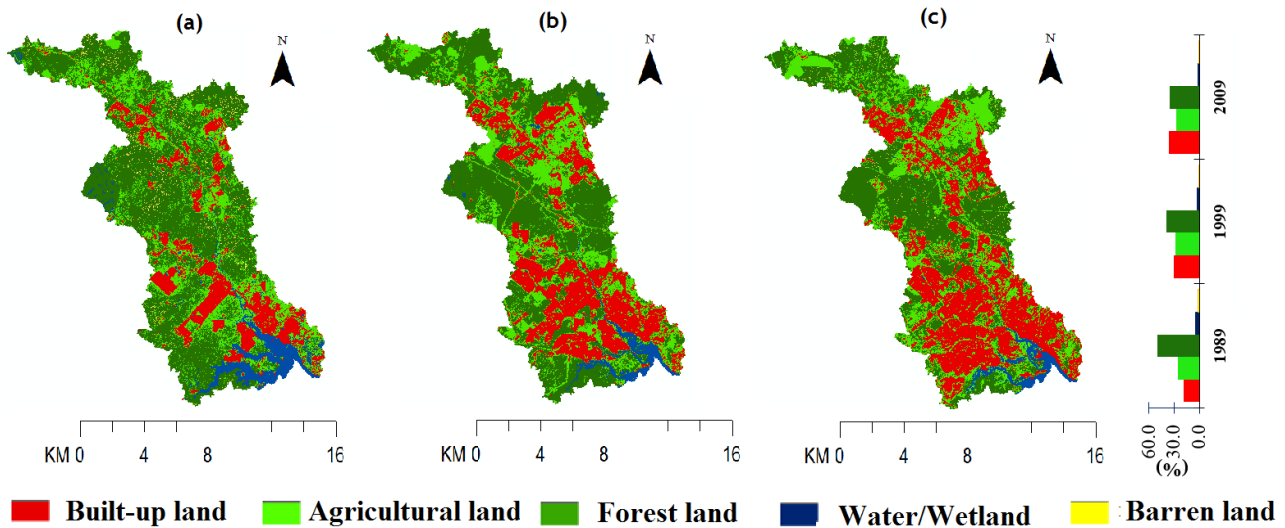 (a)
(b)
(c)
N
N
N
2009
1999
1989
60.0
30.0
0.0
(%)
KM 0 4 8 16
KM 0 4 8 16
KM 0 4 8 16
Built-up land
Agricultural land
Forest land
Water/Wetland
Barren land